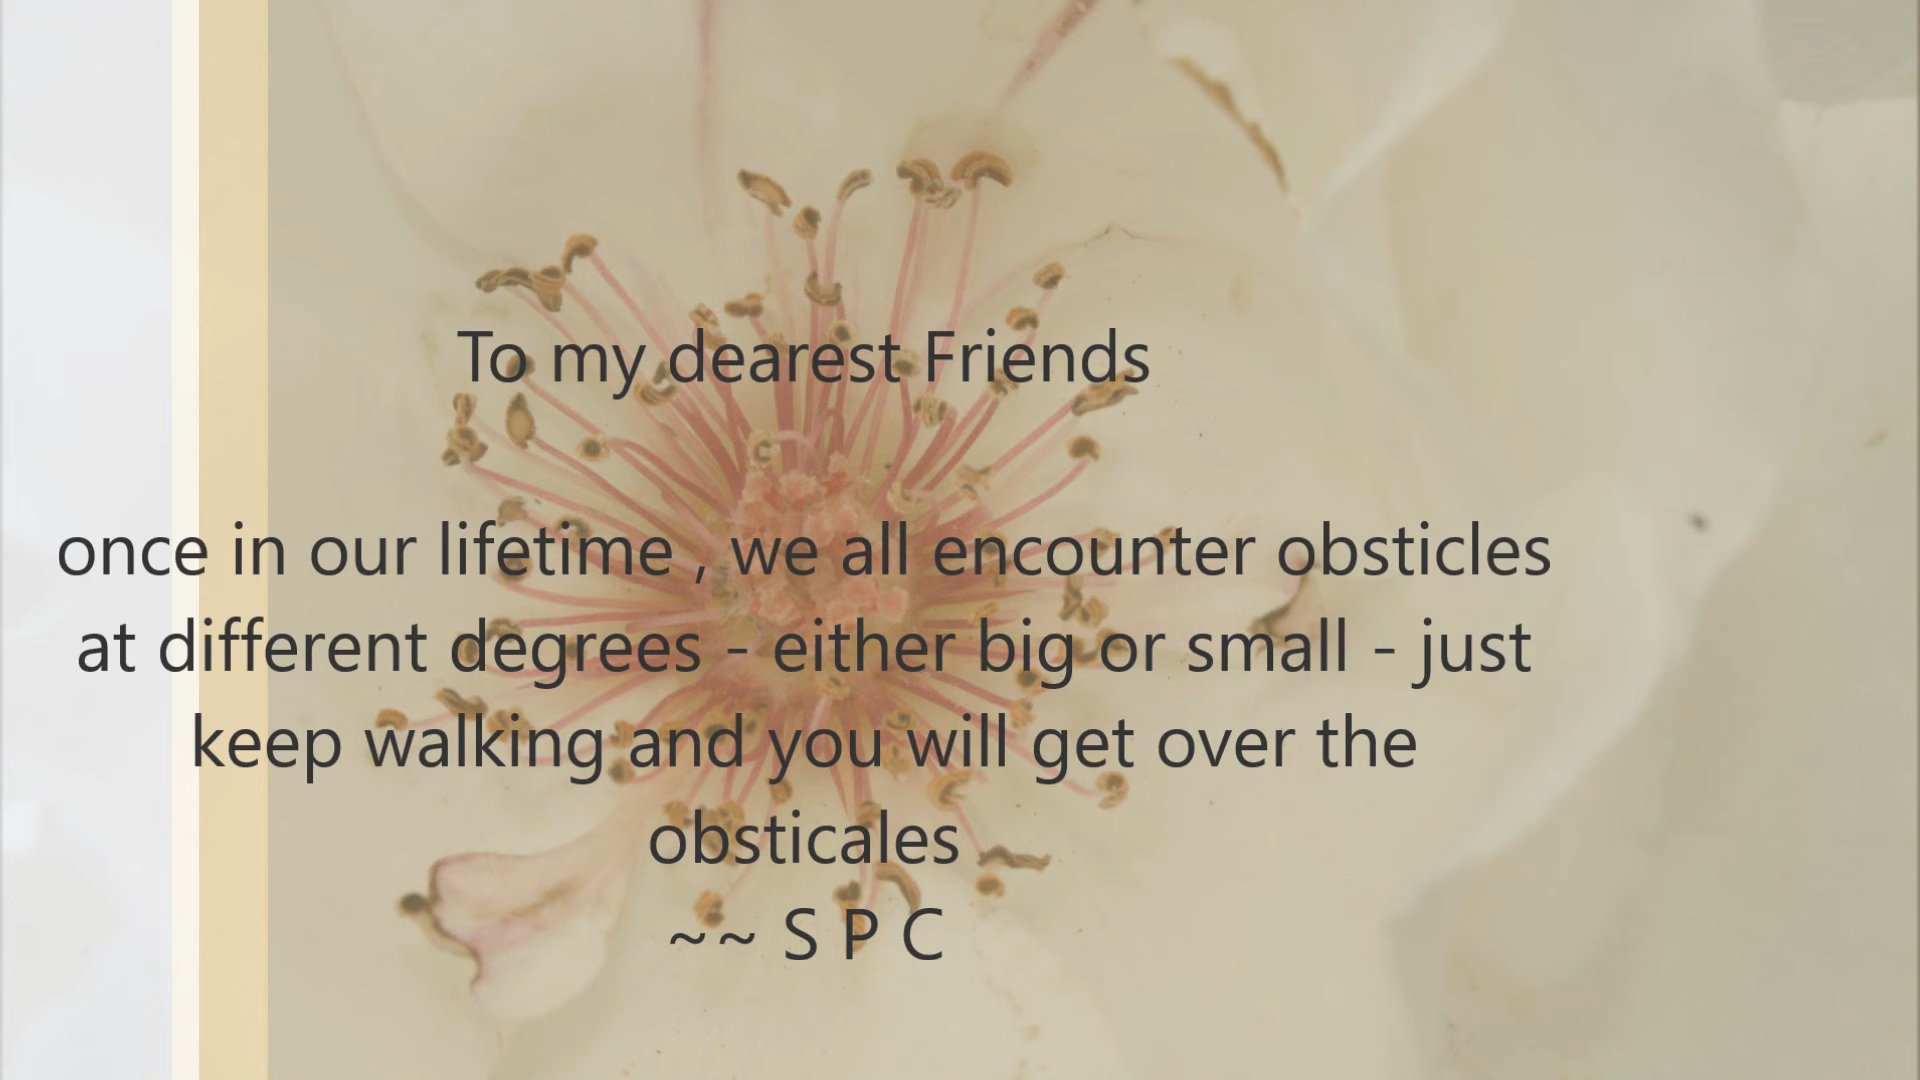 To my dearest Friends
once in our lifetime , we all encounter obsticles
at different degrees - either big or small - just
keep walking and you will get over the
obsticales
~~ S P C